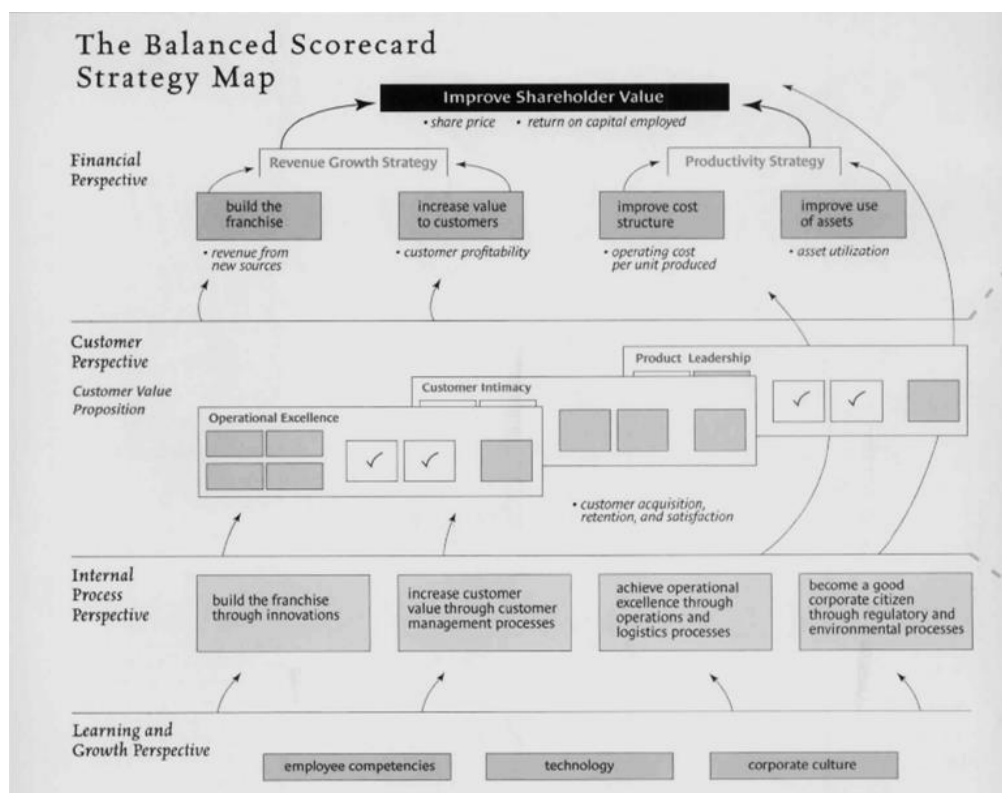 The Balanced Scorecard
Strategy Map
Improve Shareholder Value
• share price • return on capital employed
Financial
Perspective
Revenue Growth Strategy
Productivity Strategy
build the
franchise
increase value
to customers
improve cost
structure
improve use
of assets
• revenue from
new sources
• customer profitability
• operating cost
per unit produced
• asset utilization
Customer
Perspective
Customer Value
Proposition
Product Leadership
Customer Intimacy
Operational Excellence
• customer acquisition,
retention, and satisfaction
Internal
Process
Perspective
build the franchise
through innovations
increase customer
value through customer
management processes
achieve operational
excellence through
operations and
logistics processes
become a good
corporate citizen
through regulatory and
environmental processes
Learning and
Growth Perspective
employee competencies
technology
corporate culture